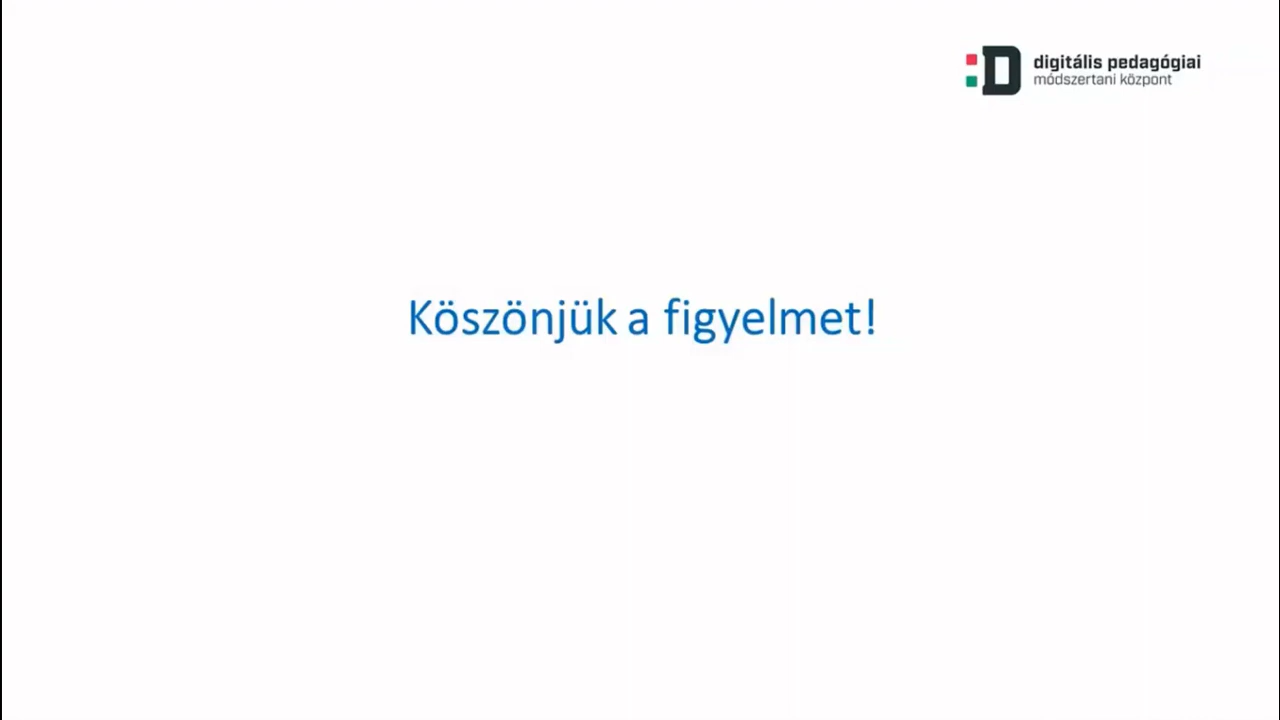 digitális pedagógiai
módszertani központ
Köszönjük a figyelmet!